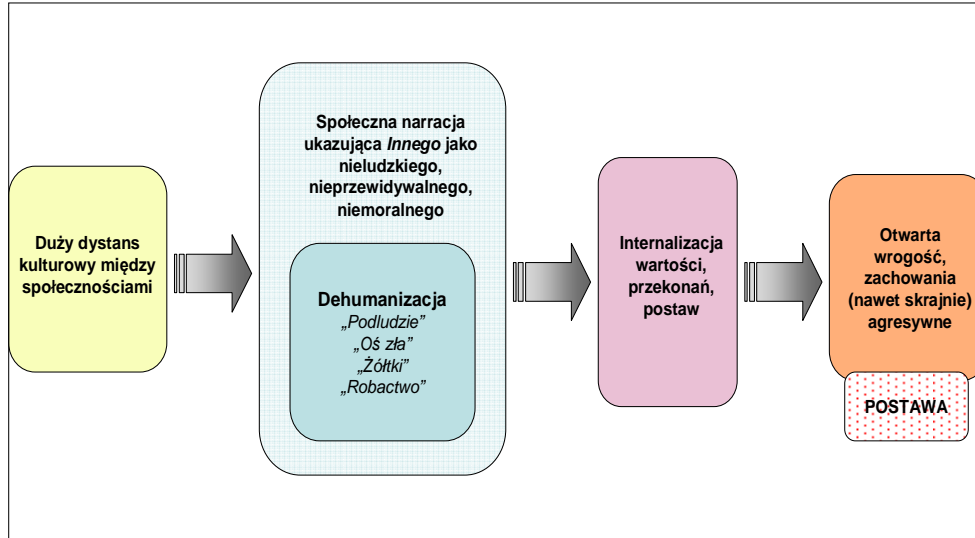 Duży dystans
kulturowy między
społecznościami
Społeczna narracja
ukazująca Innego jako
nieludzkiego,
nieprzewidywalnego,
niemoralnego
Dehumanizacja
„Podludzie”
„Oś zła”
„Żółtki”
„Robactwo”
Internalizacja
wartości,
przekonań,
postaw
Otwarta
wrogość,
zachowania
(nawet skrajnie)
agresywne
POSTAWA